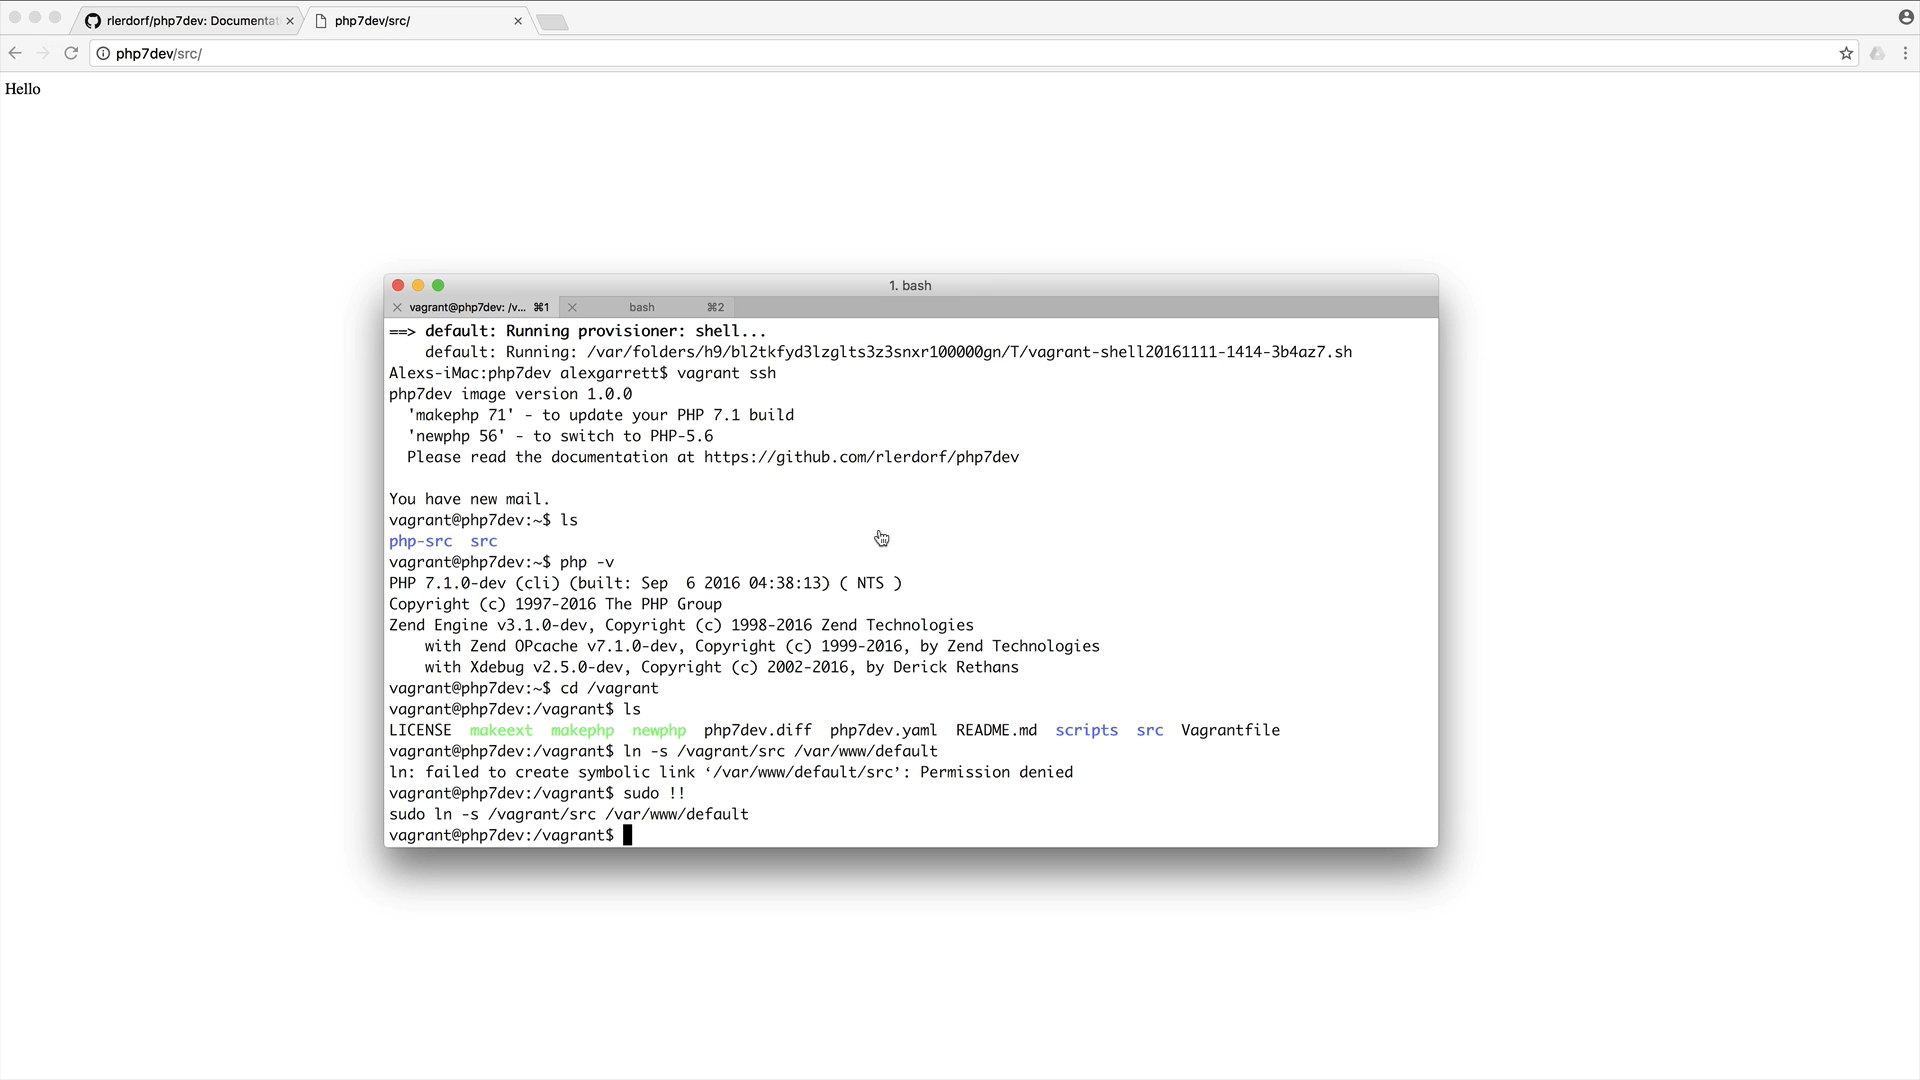 rlerdorf/php7dev: Documentat
php7dev/src/
php7dev/src/
Hello
1. bash
vagrant@php7dev: /v... ⌘1
bash ⌘2
==> default: Running provisioner: shell...
default: Running: /var/folders/h9/bl2tkfyd3lzglts3z3snxr100000gn/T/vagrant-shell20161111-1414-3b4az7.sh
Alexs-iMac:php7dev alexgarrett$ vagrant ssh
php7dev image version 1.0.0
'makephp 71' - to update your PHP 7.1 build
'newphp 56' - to switch to PHP-5.6
Please read the documentation at https://github.com/rlerdorf/php7dev
You have new mail.
vagrant@php7dev:~$ ls
php-src  src
vagrant@php7dev:~$ php -v
PHP 7.1.0-dev (cli) (built: Sep  6 2016 04:38:13) ( NTS )
Copyright (c) 1997-2016 The PHP Group
Zend Engine v3.1.0-dev, Copyright (c) 1998-2016 Zend Technologies
with Zend OPcache v7.1.0-dev, Copyright (c) 1999-2016, by Zend Technologies
with Xdebug v2.5.0-dev, Copyright (c) 2002-2016, by Derick Rethans
vagrant@php7dev:~$ cd /vagrant
vagrant@php7dev:/vagrant$ ls
LICENSE  makeext  makephp  newphp  php7dev.diff  php7dev.yaml  README.md  scripts  src  Vagrantfile
vagrant@php7dev:/vagrant$ ln -s /vagrant/src /var/www/default
ln: failed to create symbolic link ‘/var/www/default/src’: Permission denied
vagrant@php7dev:/vagrant$ sudo !!
sudo ln -s /vagrant/src /var/www/default
vagrant@php7dev:/vagrant$